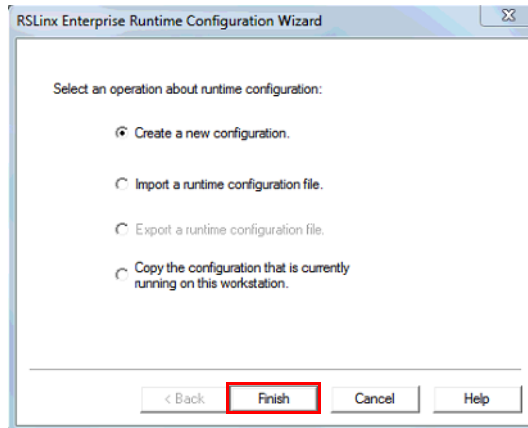 RSLinx Enterprise Runtime Configuration Wizard
Select an operation about runtime configuration:
Create a new configuration.
Import a runtime configuration file.
Export a runtime configuration file.
Copy the configuration that is currently
running on this workstation.
< Back Finish Cancel Help